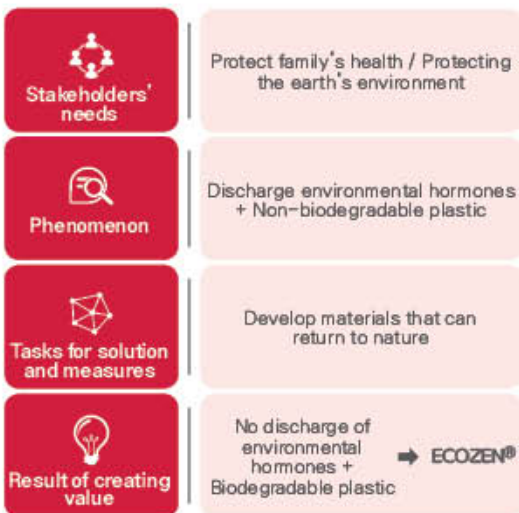 Stakeholders'
needs
Protect family's health / Protecting
the earth's environment
Phenomenon
Discharge environmental hormones
+ Non-biodegradable plastic
Tasks for solution
and measures
Develop materials that can
return to nature
Result of creating
value
No discharge of
environmental
hormones +
Biodegradable plastic
➡ ECOZEN®